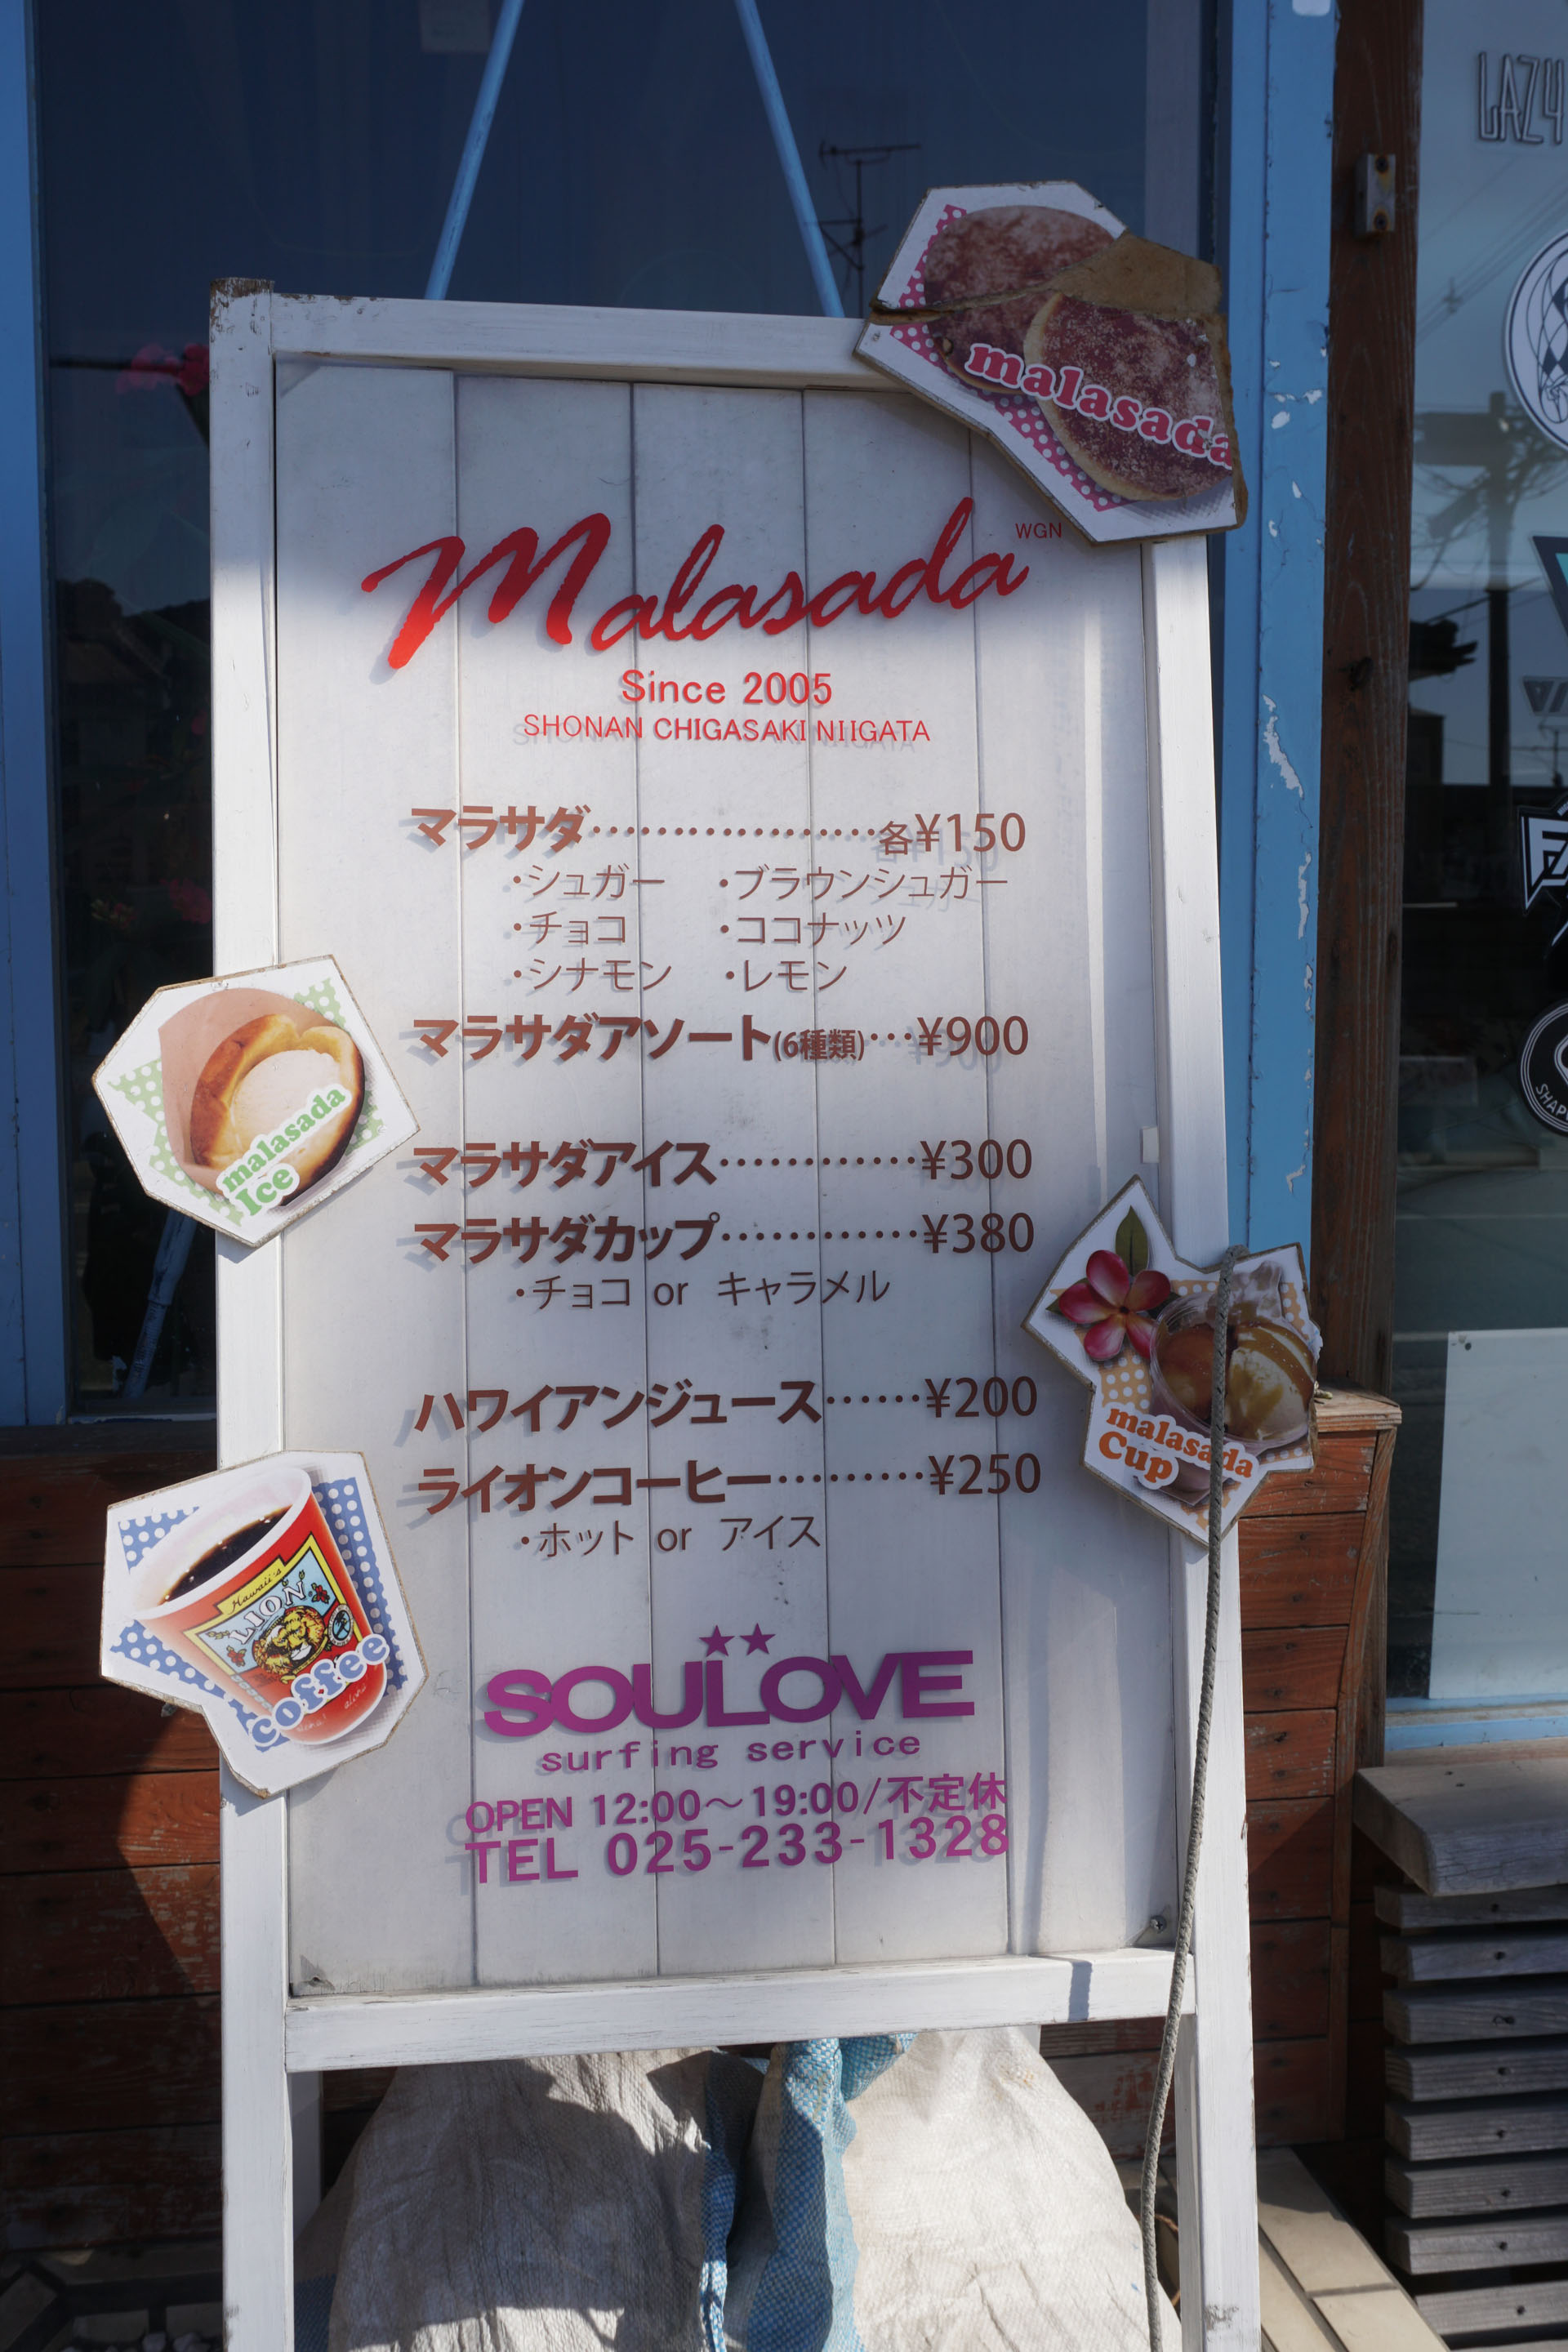 LAZY
malasada
Malasada
WGN
Since 2005
SHONAN CHIGASAKI NIIGATA
マラサダ………………各¥150
・シュガー ・ブラウンシュガー
・チョコ ・ココナッツ
・シナモン ・レモン
マラサダアソート(6種類)…¥900
malasada
Ice
マラサダアイス…………¥300
マラサダカップ…………¥380
・チョコ or キャラメル
malasada
Cup
ハワイアンジュース……¥200
ライオンコーヒー………¥250
・ホット or アイス
Hawaii's
LION
coffee
SOULOVE
surfing service
OPEN 12:00～19:00/不定休
TEL 025-233-1328